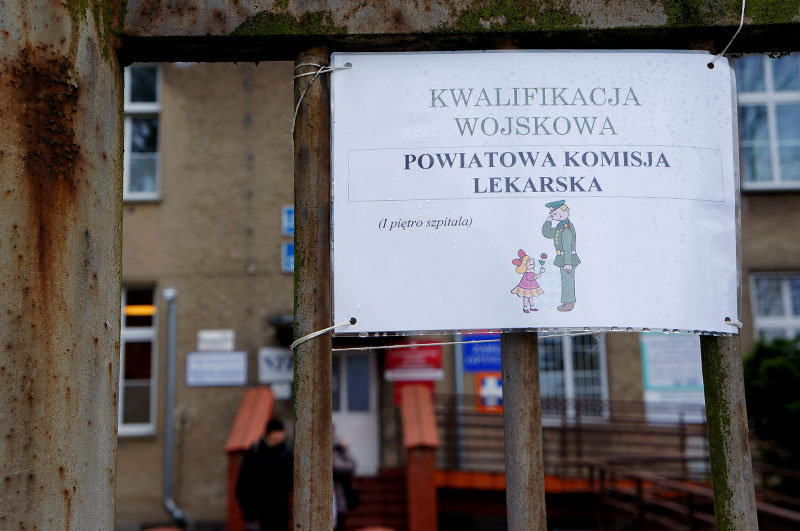 KWALIFIKACJA
WOJSKOWA
POWIATOWA KOMISJA
LEKARSKA
(I piętro szpitala)